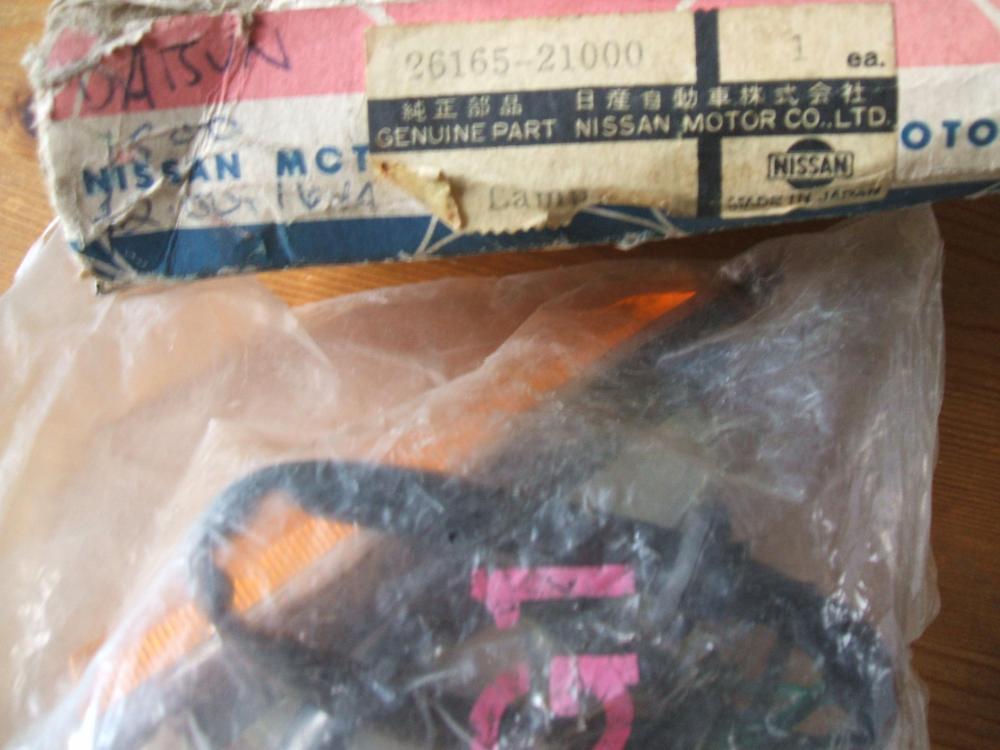 DATSUN
26165-21000
1 ea.
純正部品 日産自動車株式会社
GENUINE PART NISSAN MOTOR CO.,LTD.
NISSAN MOT
OTO
NISSAN
Lamp
MADE IN JAPAN